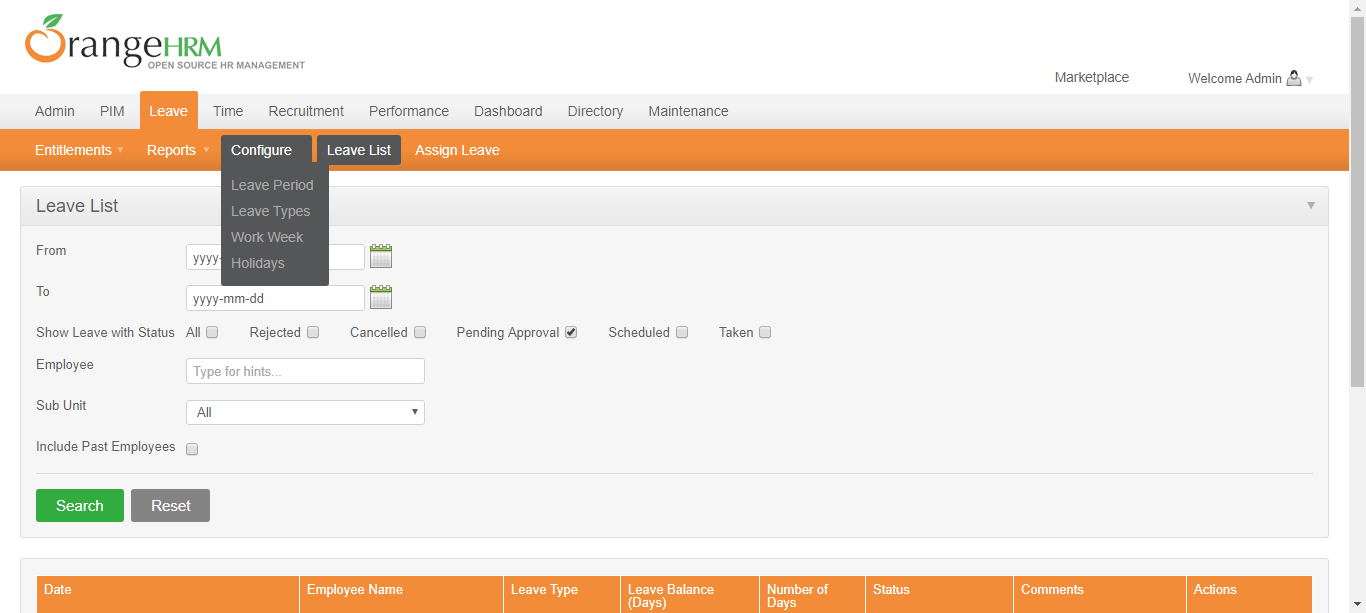 OrangeHRM
OPEN SOURCE HR MANAGEMENT
Marketplace Welcome Admin
Admin PIM Leave Time Recruitment Performance Dashboard Directory Maintenance
Entitlements Reports Configure Leave List Assign Leave
Leave Period
Leave Types
Work Week
Holidays
Leave List
From yyyy-
To yyyy-mm-dd
Show Leave with Status All Rejected Cancelled Pending Approval Scheduled Taken
Employee Type for hints...
Sub Unit All
Include Past Employees
Search Reset
Date Employee Name Leave Type Leave Balance Number of Status Comments Actions
(Days) Days